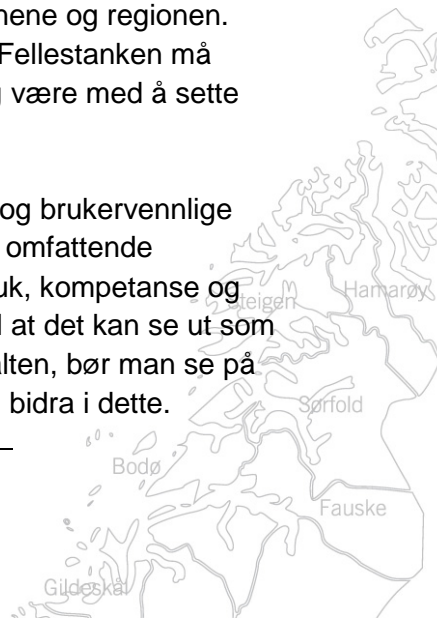 nene og regionen.
Fellestanken må
g være med å sette
og brukervennlige
omfattende
uk, kompetanse og
Steigen
Hamarøy
l at det kan se ut som
alten, bør man se på
bidra i dette.
Sørfold
Bodø
Fauske
Gildeskål